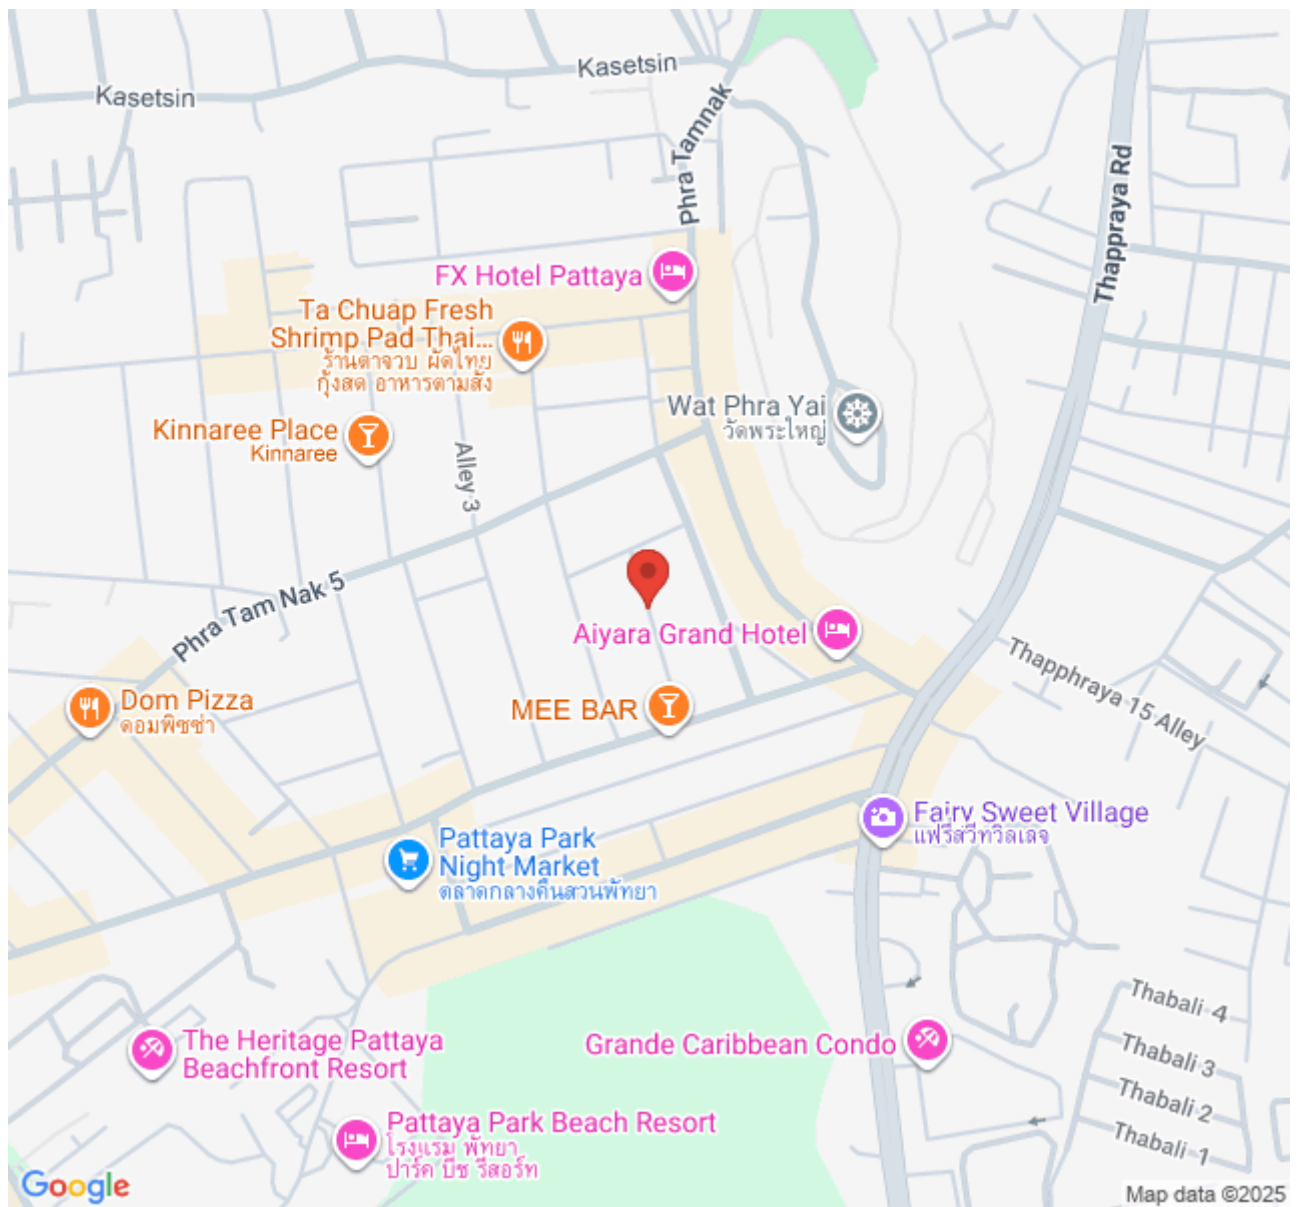 Kasetsin
Kasetsin
Phra Tamnak
Thappraya Rd
FX Hotel Pattaya
Ta Chuap Fresh
Shrimp Pad Thai...
ร้านตาจวบ ผัดไทย
กุ้งสด อาหารตามสั่ง
Wat Phra Yai
วัดพระใหญ่
Kinnaree Place
Kinnaree
Alley 3
Phra Tam Nak 5
Aiyara Grand Hotel
Thapphraya 15 Alley
Dom Pizza
ดอมพิซซ่า
MEE BAR
Fairy Sweet Village
แฟรี่สวีทวิลเลจ
Pattaya Park
Night Market
ตลาดกลางคืนสวนพัทยา
Thabali 4
The Heritage Pattaya
Beachfront Resort
Grande Caribbean Condo
Thabali 3
Thabali 2
Pattaya Park Beach Resort
โรงแรม พัทยา
ปาร์ค บีช รีสอร์ท
Thabali 1
Google
Map data ©2025